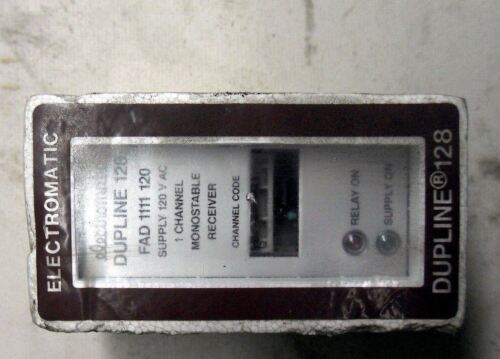 ELECTROMATIC
electromatic
DUPLINE 128
FAD 1111 120
SUPPLY 120 V AC
1 CHANNEL
MONOSTABLE
RECEIVER
CHANNEL CODE
RELAY ON
SUPPLY ON
DUPLINE® 128